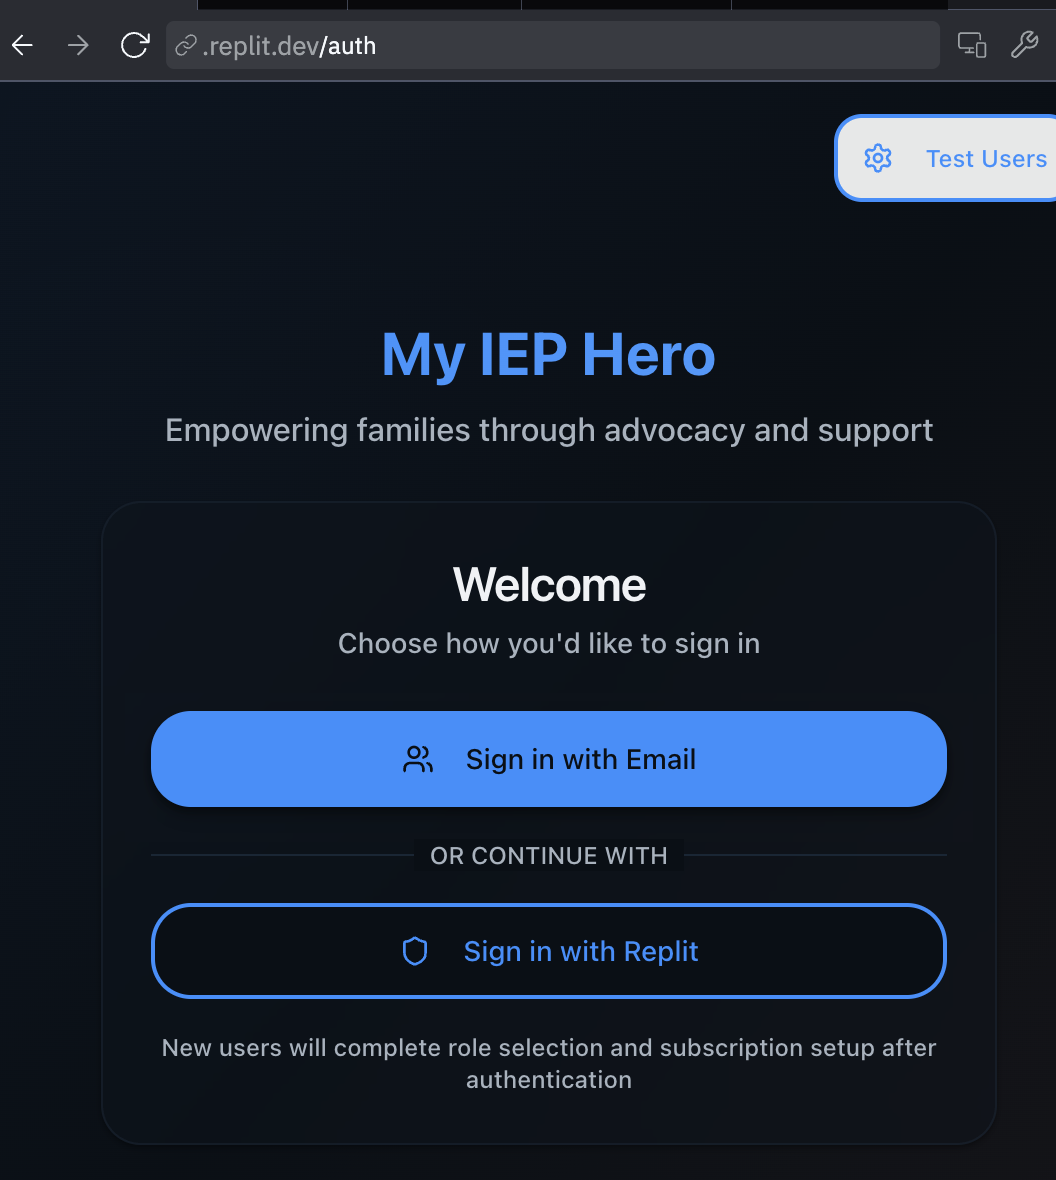 .replit.dev/auth
Test Users
My IEP Hero
Empowering families through advocacy and support
Welcome
Choose how you'd like to sign in
Sign in with Email
OR CONTINUE WITH
Sign in with Replit
New users will complete role selection and subscription setup after
authentication